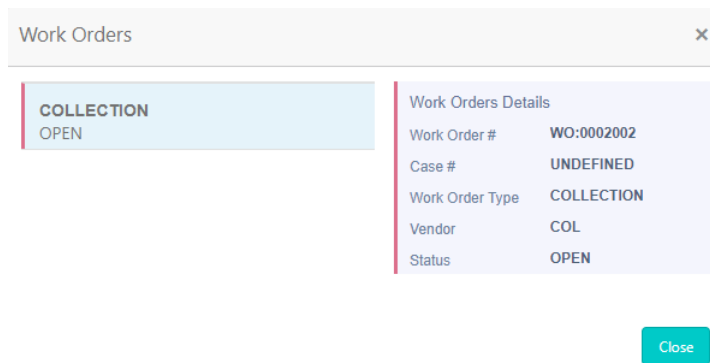 Work Orders ×
COLLECTION
OPEN
Work Orders Details
Work Order # WO:0002002
Case # UNDEFINED
Work Order Type COLLECTION
Vendor COL
Status OPEN
Close